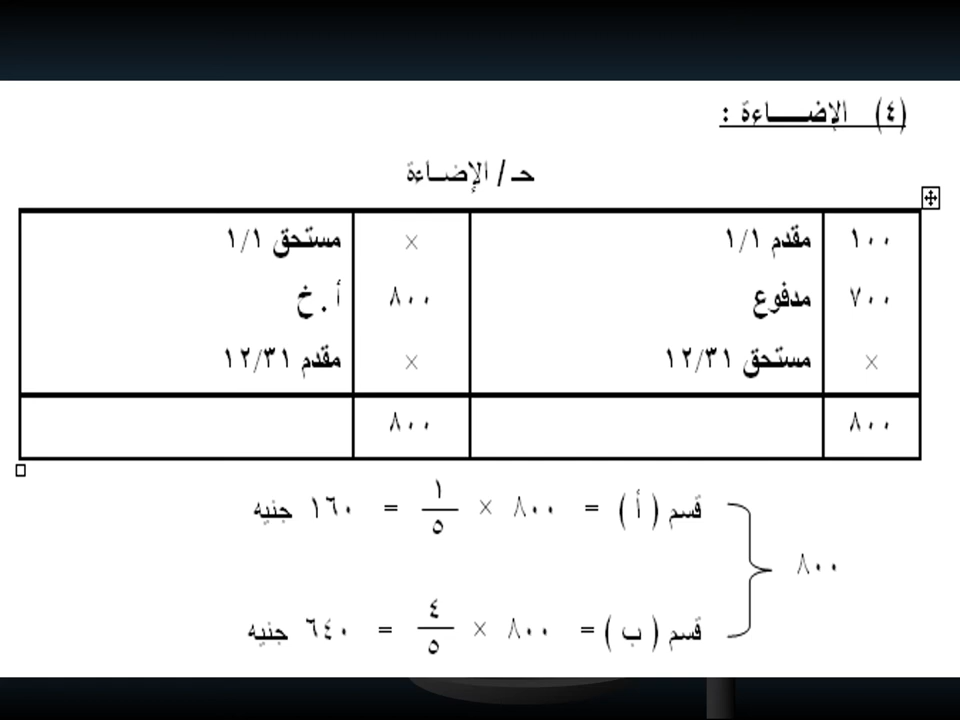 (٤) الإضـــــاءة :
حـ / الإضـاءة
١٠٠ مقدم ١/١ × مستحق ١/١
٧٠٠ مدفوع ٨٠٠ أ . خ
× مستحق ١٢/٣١ × مقدم ١٢/٣١
٨٠٠ ٨٠٠
قسم ( أ ) = ٨٠٠ × ١/٥ = ١٦٠ جنيه
٨٠٠
قسم ( ب ) = ٨٠٠ × ٤/٥ = ٦٤٠ جنيه